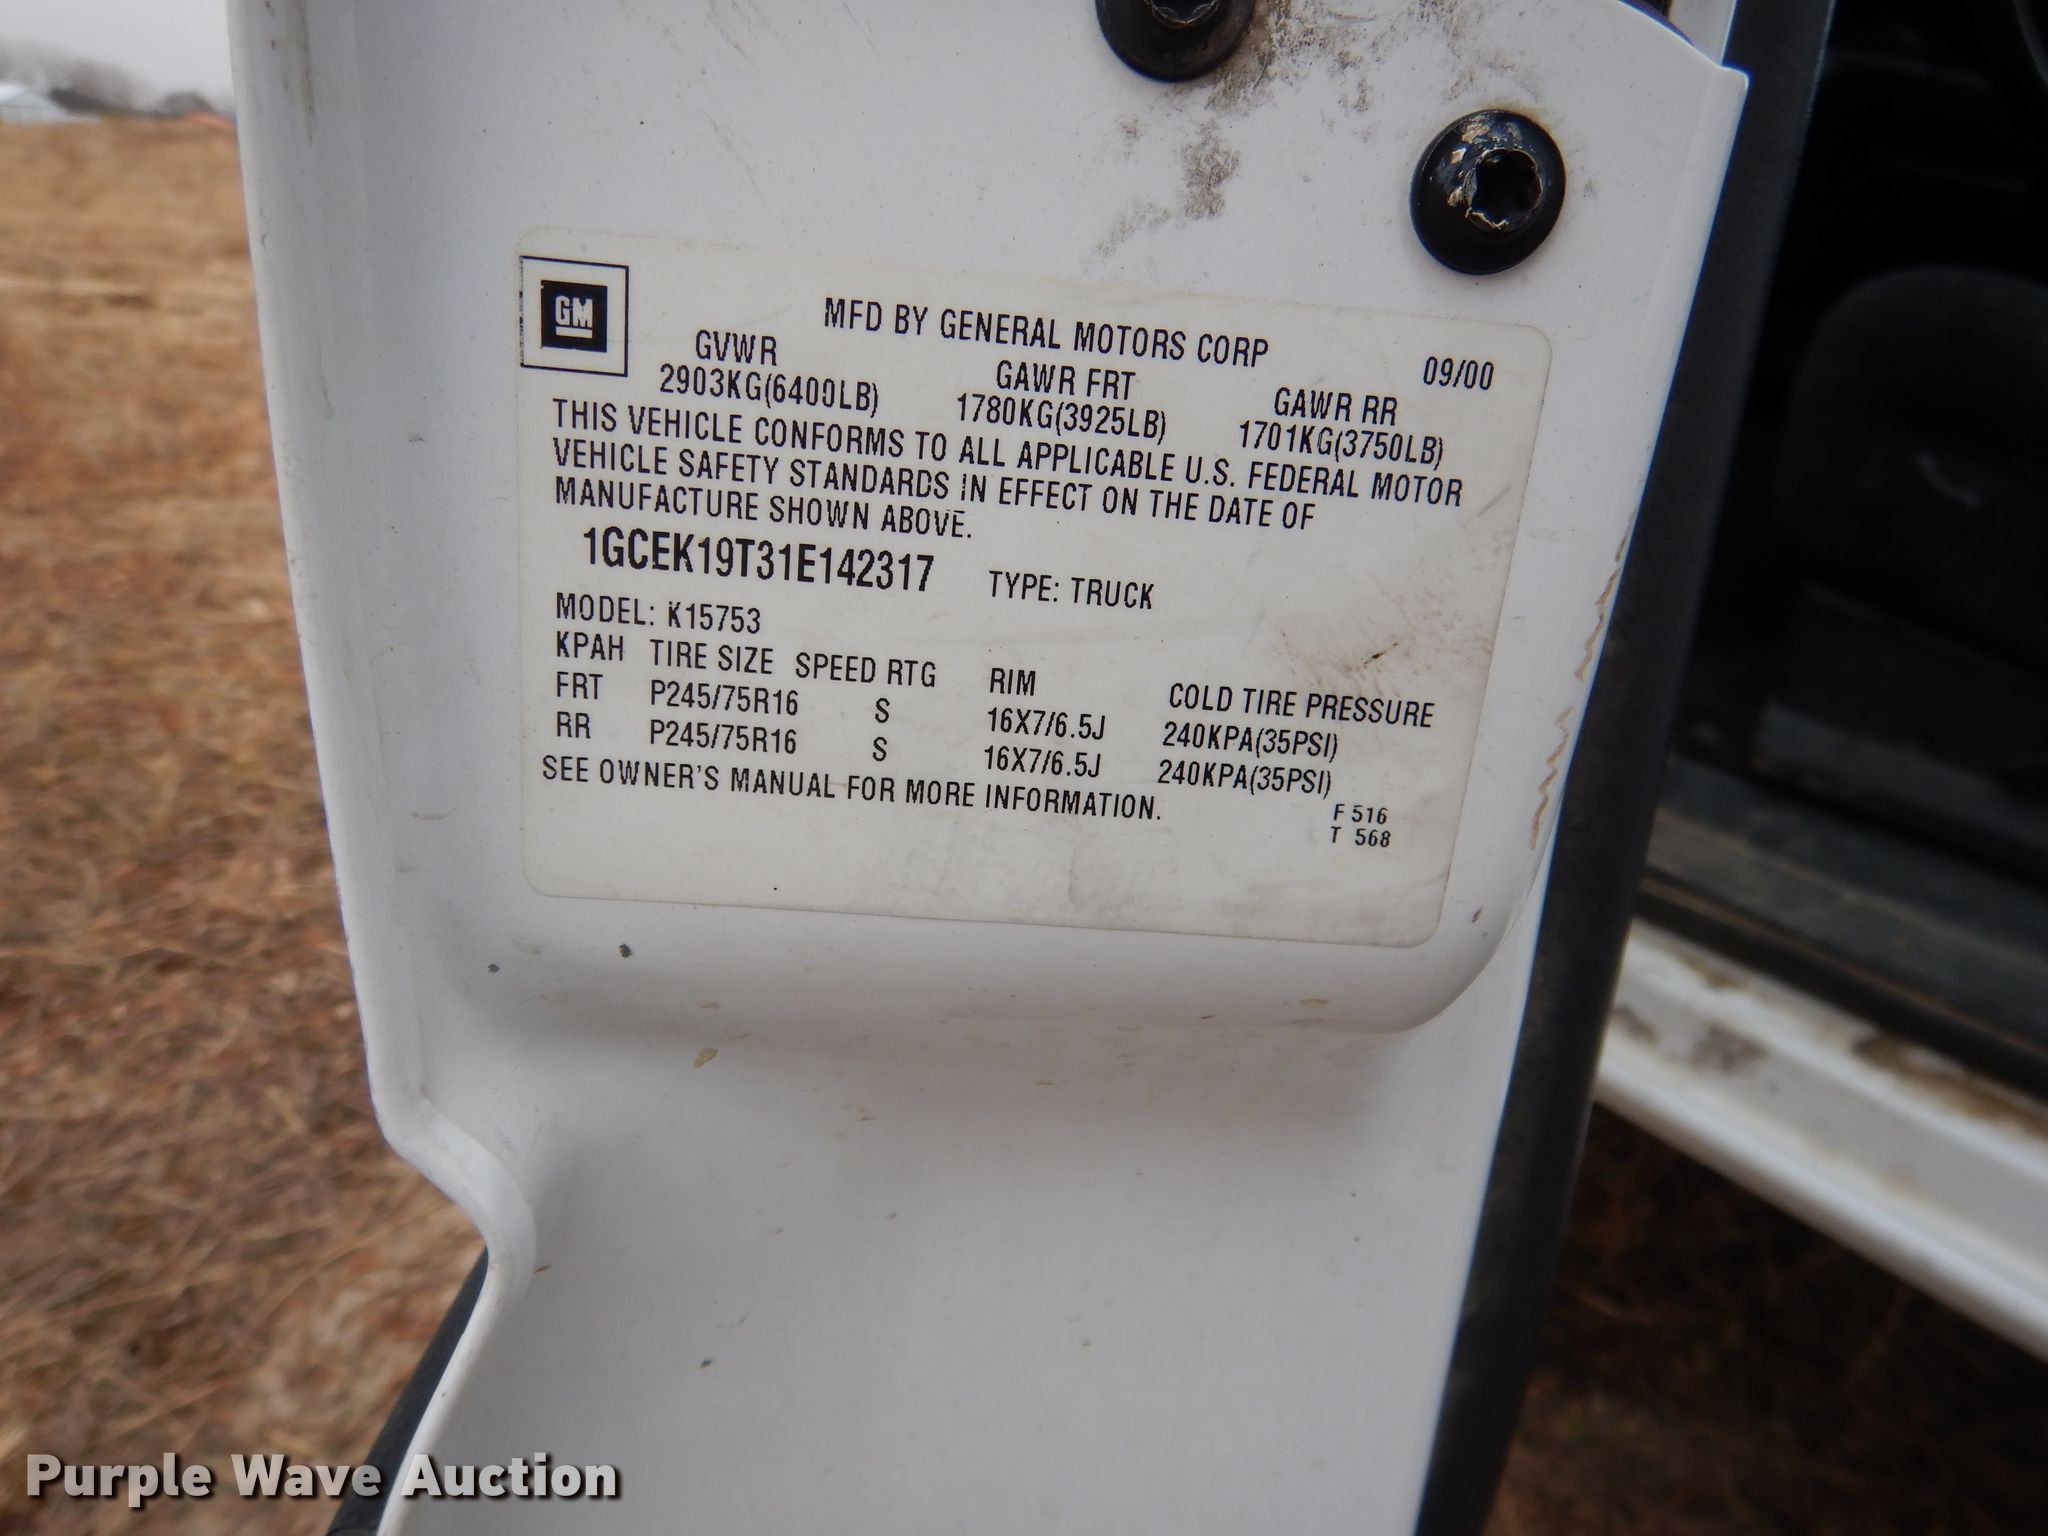 GM
MFD BY GENERAL MOTORS CORP 09/00
GVWR GAWR FRT GAWR RR
2903KG(6400LB) 1780KG(3925LB) 1701KG(3750LB)
THIS VEHICLE CONFORMS TO ALL APPLICABLE U.S. FEDERAL MOTOR
VEHICLE SAFETY STANDARDS IN EFFECT ON THE DATE OF
MANUFACTURE SHOWN ABOVE.
1GCEK19T31E142317 TYPE: TRUCK
MODEL: K15753
KPAH TIRE SIZE SPEED RTG RIM COLD TIRE PRESSURE
FRT P245/75R16 S 16X7/6.5J 240KPA(35PSI)
RR P245/75R16 S 16X7/6.5J 240KPA(35PSI)
SEE OWNER'S MANUAL FOR MORE INFORMATION.
F 516
T 568
Purple Wave Auction